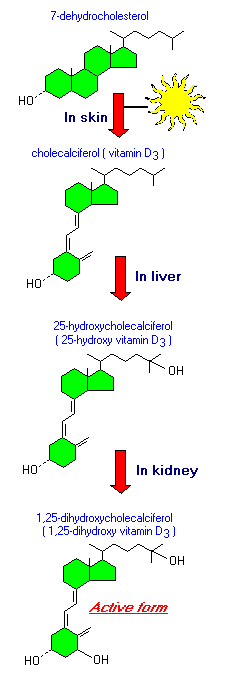 7-dehydrocholesterol
HO
In skin
cholecalciferol ( vitamin D3 )
HO
In liver
25-hydroxycholecalciferol
( 25-hydroxy vitamin D3 )
OH
HO
In kidney
1,25-dihydroxycholecalciferol
( 1,25-dihydroxy vitamin D3 )
OH
Active form
HO
OH